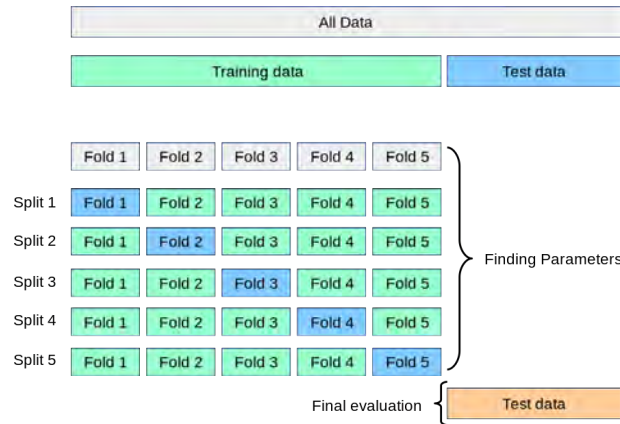 All Data
Training data Test data
Fold 1 Fold 2 Fold 3 Fold 4 Fold 5
Split 1 Fold 1 Fold 2 Fold 3 Fold 4 Fold 5
Split 2 Fold 1 Fold 2 Fold 3 Fold 4 Fold 5
Finding Parameters
Split 3 Fold 1 Fold 2 Fold 3 Fold 4 Fold 5
Split 4 Fold 1 Fold 2 Fold 3 Fold 4 Fold 5
Split 5 Fold 1 Fold 2 Fold 3 Fold 4 Fold 5
Final evaluation Test data